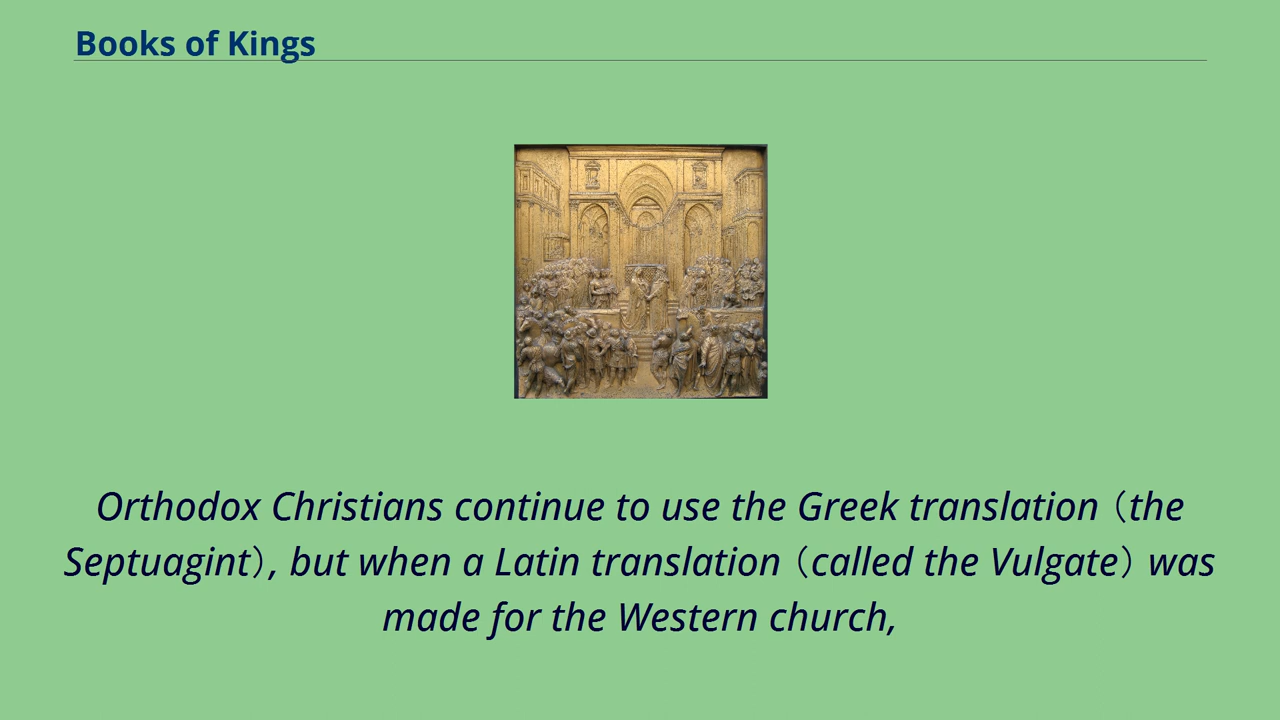 Books of Kings
Orthodox Christians continue to use the Greek translation (the
Septuagint), but when a Latin translation (called the Vulgate) was
made for the Western church,